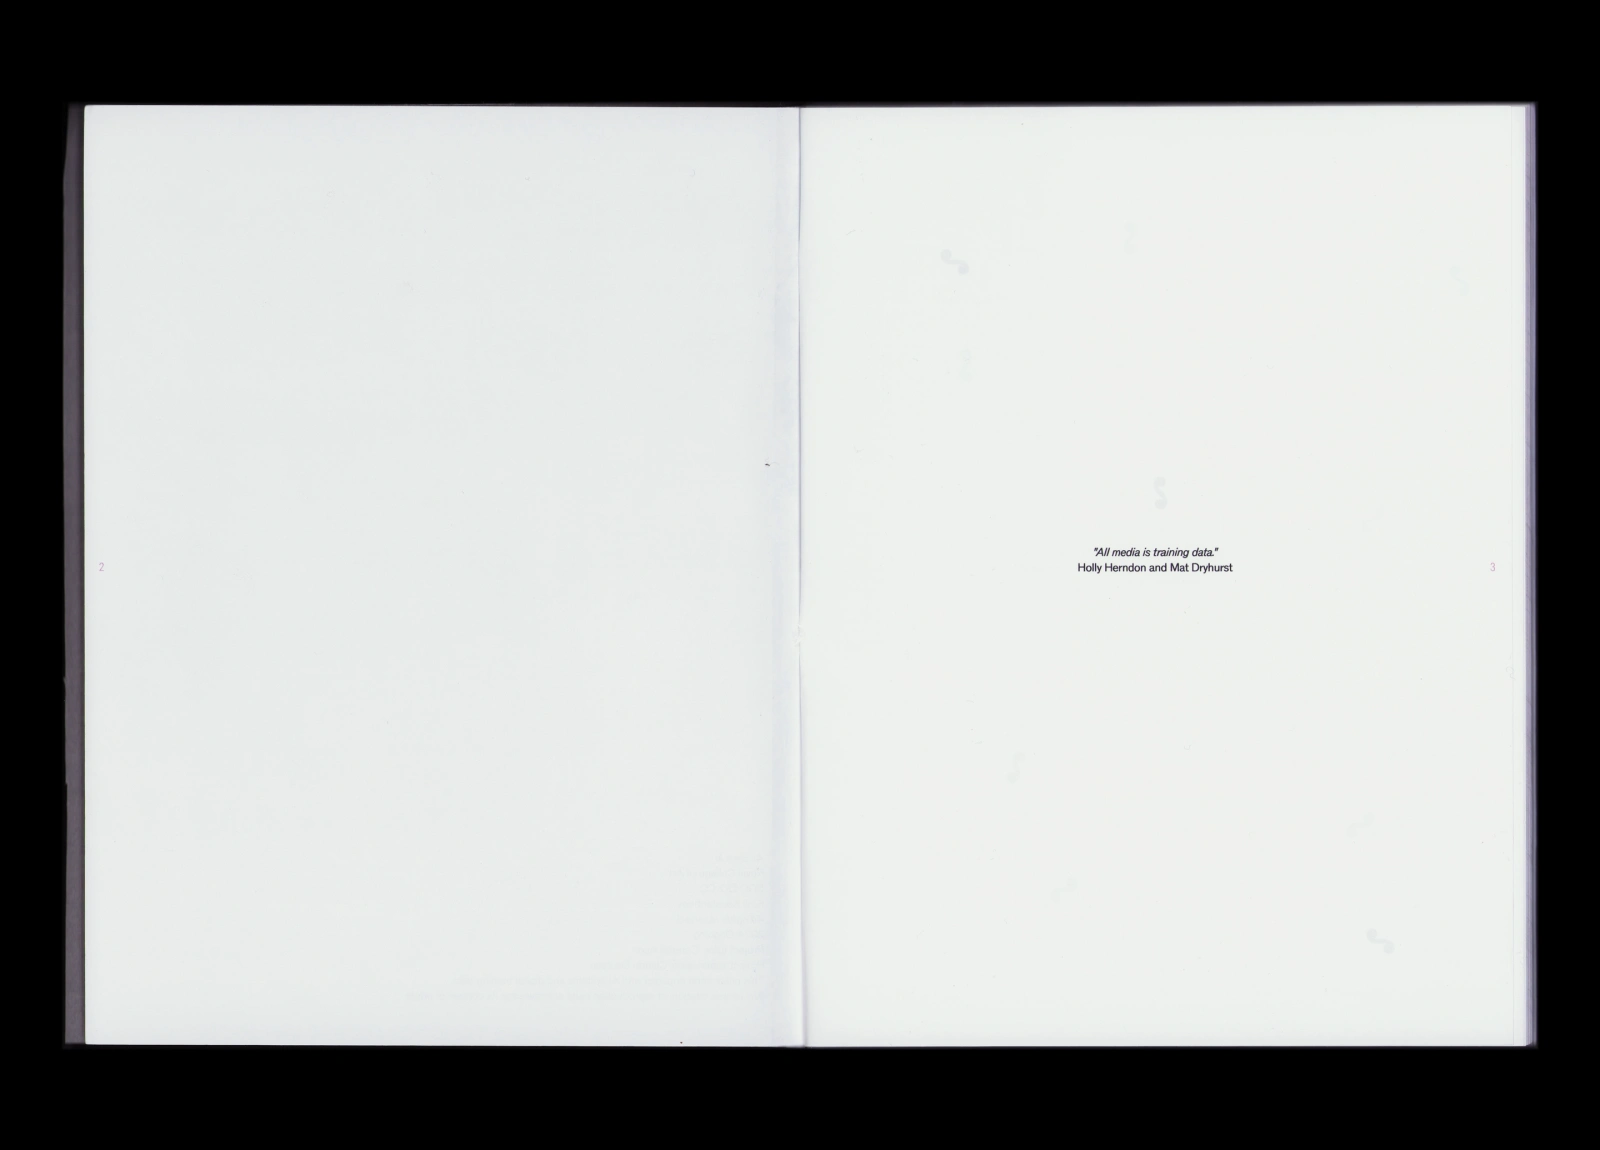 2
"All media is training data."
Holly Herndon and Mat Dryhurst
3